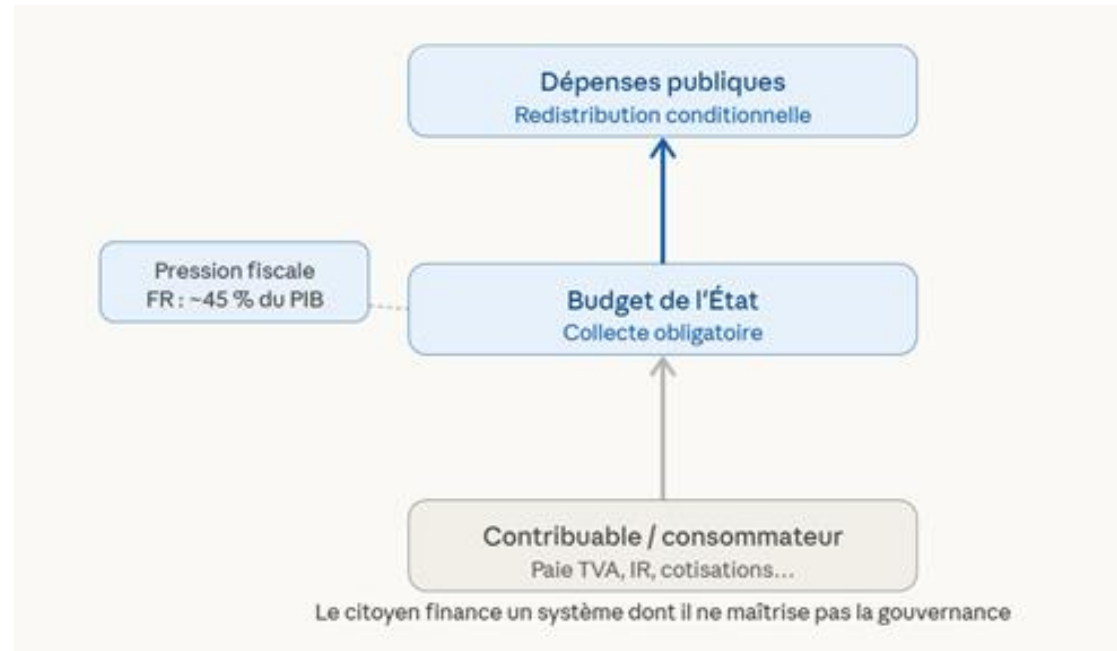 Dépenses publiques
Redistribution conditionnelle
Pression fiscale
FR : ~45 % du PIB
Budget de l'État
Collecte obligatoire
Contribuable / consommateur
Paie TVA, IR, cotisations...
Le citoyen finance un système dont il ne maîtrise pas la gouvernance